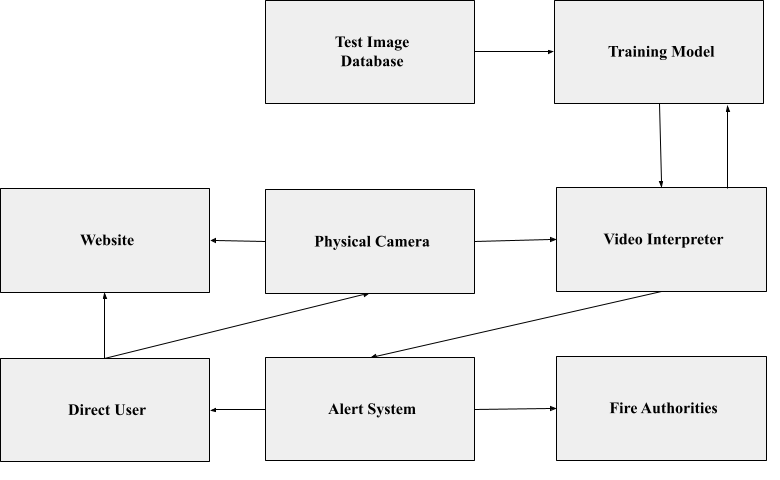 Test Image
Database
Training Model
Website
Physical Camera
Video Interpreter
Direct User
Alert System
Fire Authorities